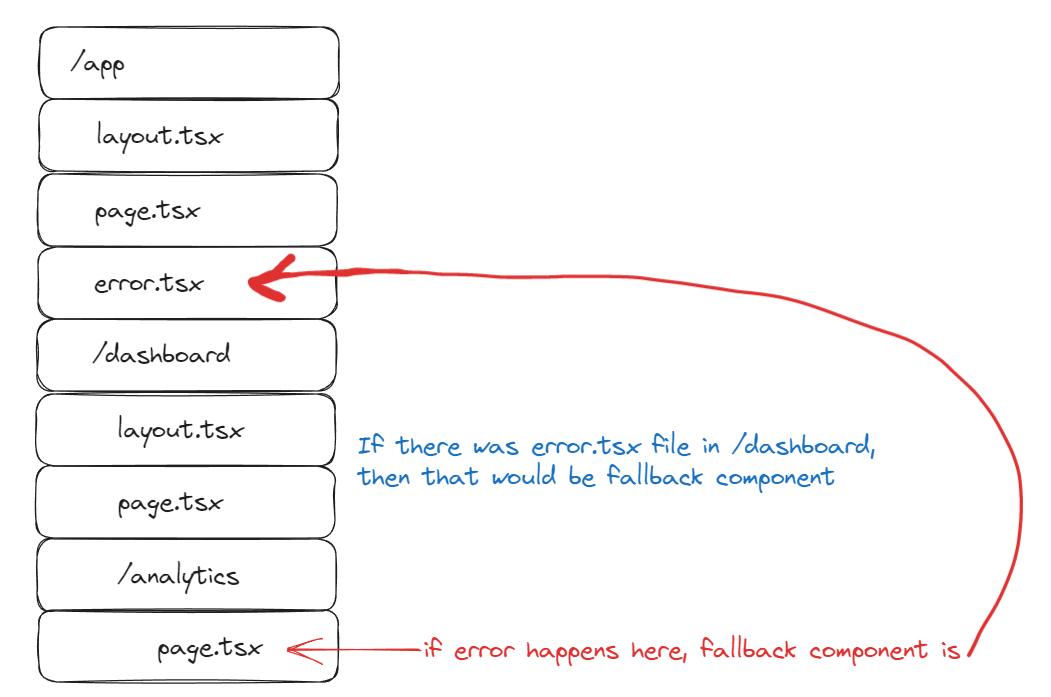 /app
layout.tsx
page.tsx
error.tsx
/dashboard
layout.tsx
If there was error.tsx file in /dashboard,
then that would be fallback component
page.tsx
/analytics
page.tsx
if error happens here, fallback component is